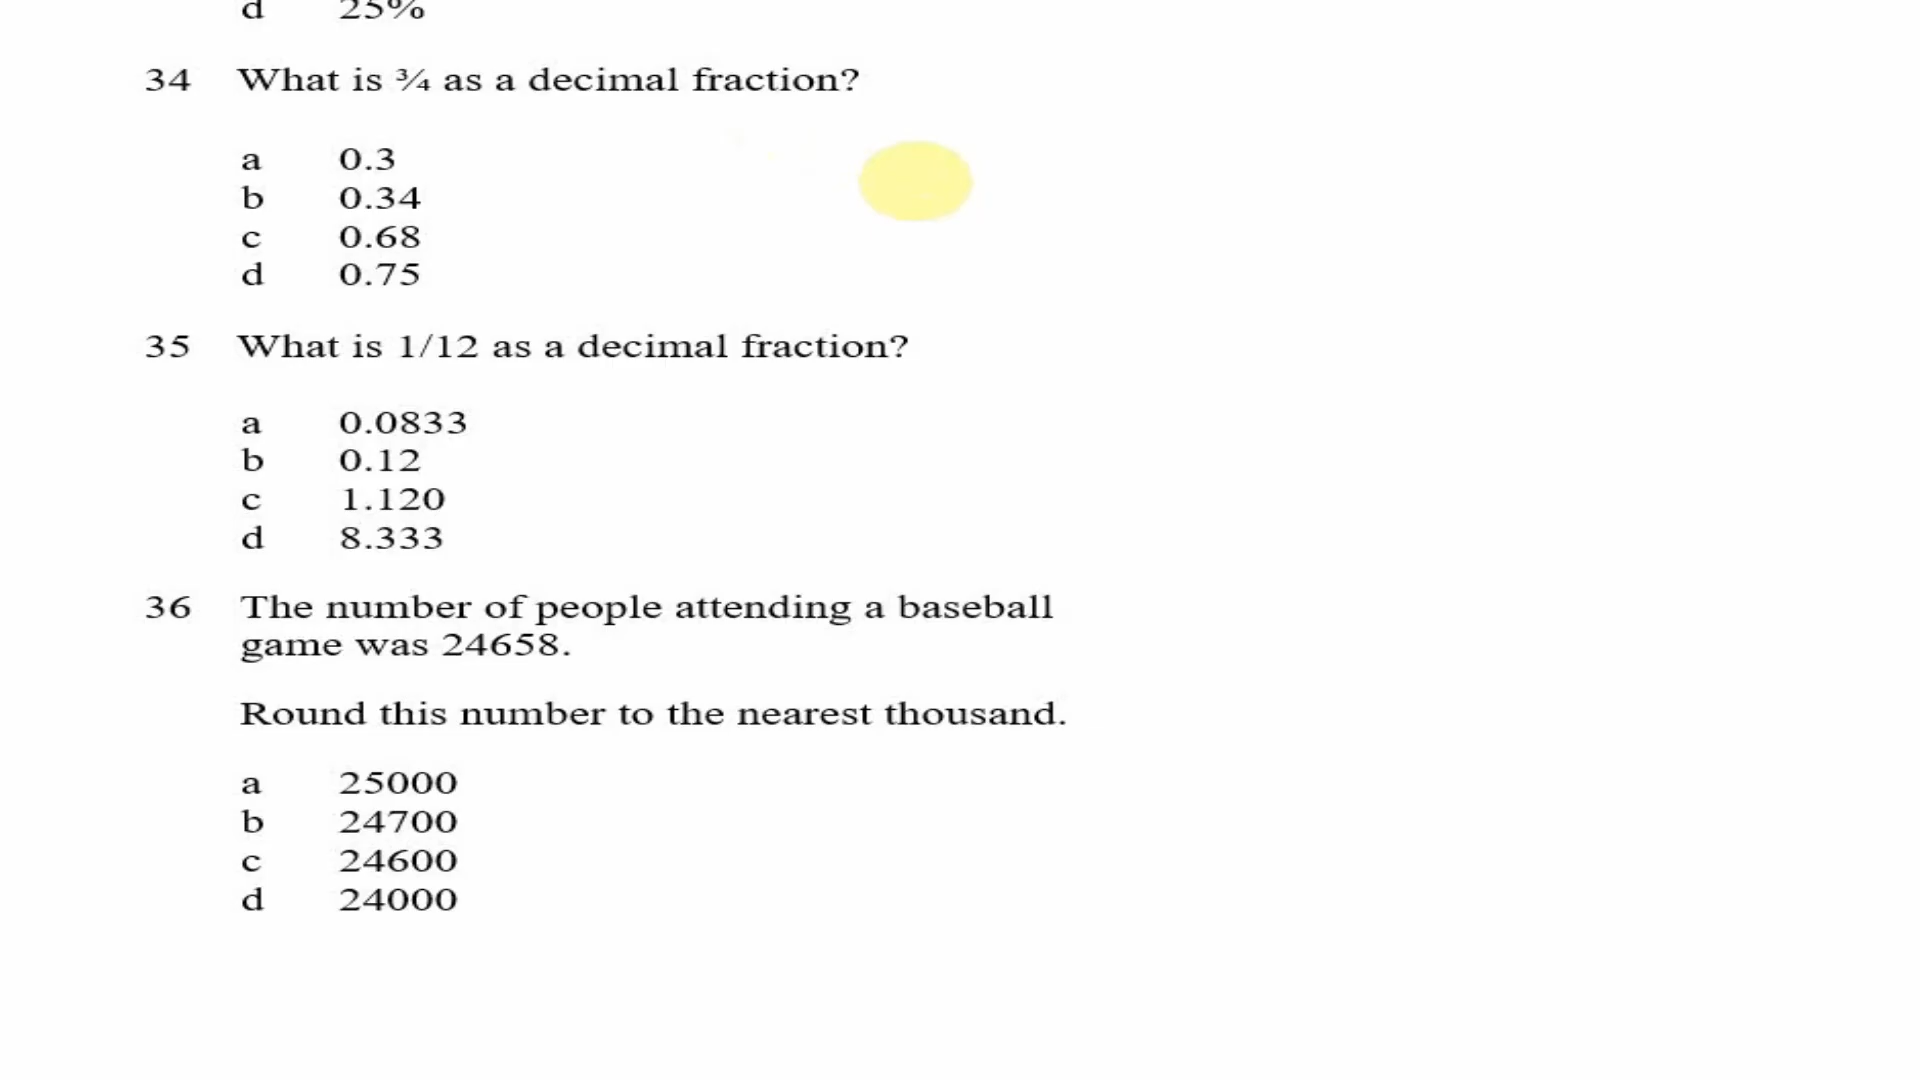 d 25%
34 What is ¾ as a decimal fraction?
a 0.3
b 0.34
c 0.68
d 0.75
35 What is 1/12 as a decimal fraction?
a 0.0833
b 0.12
c 1.120
d 8.333
36 The number of people attending a baseball
game was 24658.
Round this number to the nearest thousand.
a 25000
b 24700
c 24600
d 24000